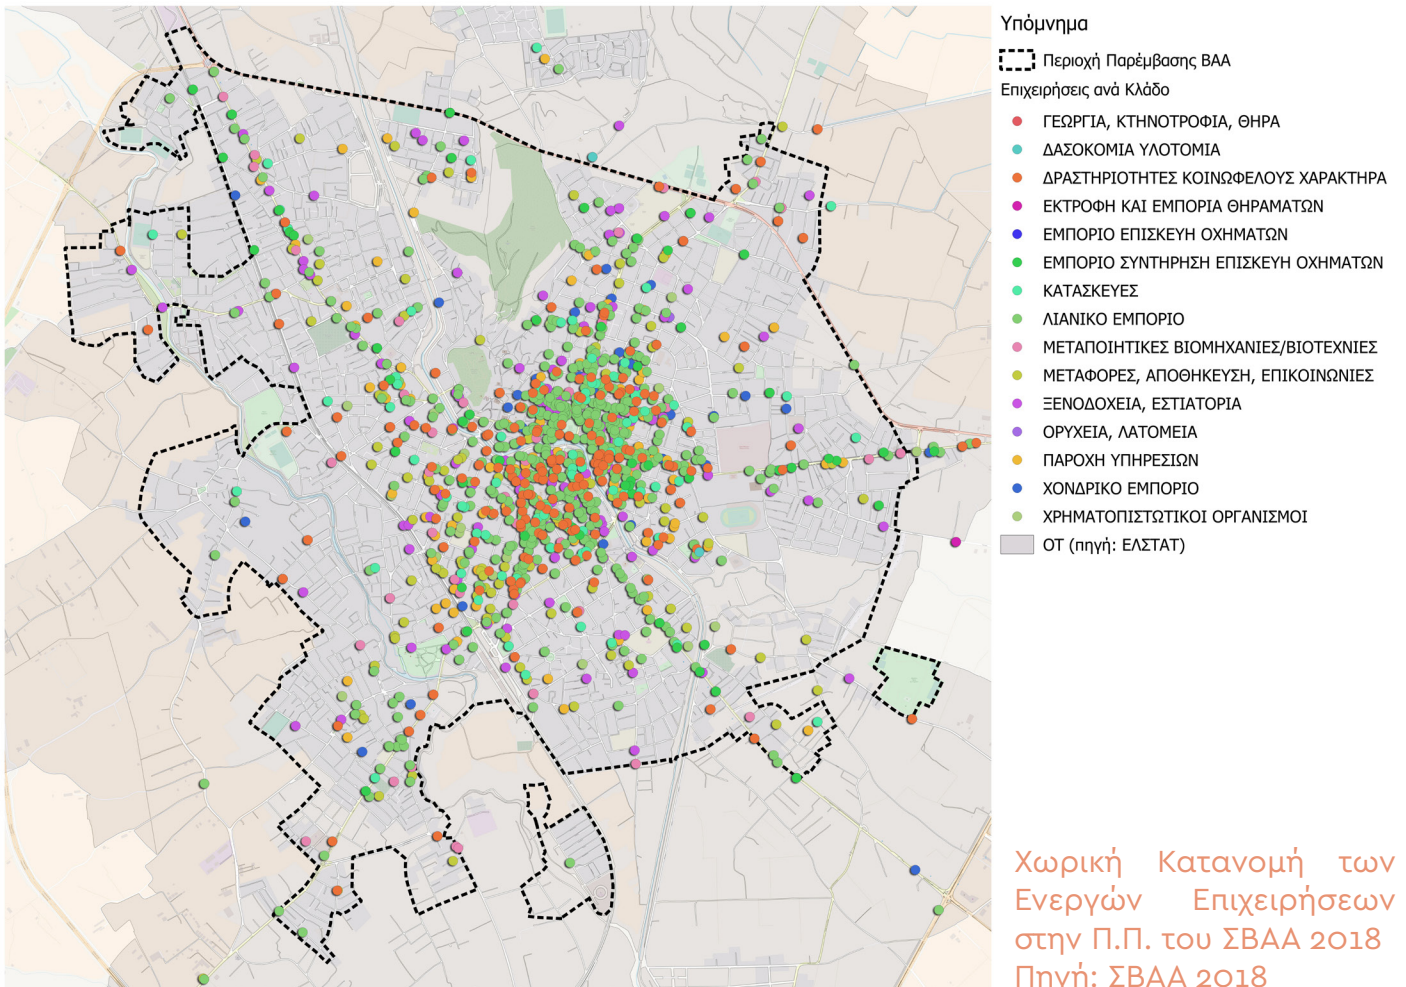 Υπόμνημα
Περιοχή Παρέμβασης ΒΑΑ
Επιχειρήσεις ανά Κλάδο
ΓΕΩΡΓΙΑ, ΚΤΗΝΟΤΡΟΦΙΑ, ΘΗΡΑ
ΔΑΣΟΚΟΜΙΑ ΥΛΟΤΟΜΙΑ
ΔΡΑΣΤΗΡΙΟΤΗΤΕΣ ΚΟΙΝΩΦΕΛΟΥΣ ΧΑΡΑΚΤΗΡΑ
ΕΚΤΡΟΦΗ ΚΑΙ ΕΜΠΟΡΙΑ ΘΗΡΑΜΑΤΩΝ
ΕΜΠΟΡΙΟ ΕΠΙΣΚΕΥΗ ΟΧΗΜΑΤΩΝ
ΕΜΠΟΡΙΟ ΣΥΝΤΗΡΗΣΗ ΕΠΙΣΚΕΥΗ ΟΧΗΜΑΤΩΝ
ΚΑΤΑΣΚΕΥΕΣ
ΛΙΑΝΙΚΟ ΕΜΠΟΡΙΟ
ΜΕΤΑΠΟΙΗΤΙΚΕΣ ΒΙΟΜΗΧΑΝΙΕΣ/ΒΙΟΤΕΧΝΙΕΣ
ΜΕΤΑΦΟΡΕΣ, ΑΠΟΘΗΚΕΥΣΗ, ΕΠΙΚΟΙΝΩΝΙΕΣ
ΞΕΝΟΔΟΧΕΙΑ, ΕΣΤΙΑΤΟΡΙΑ
ΟΡΥΧΕΙΑ, ΛΑΤΟΜΕΙΑ
ΠΑΡΟΧΗ ΥΠΗΡΕΣΙΩΝ
ΧΟΝΔΡΙΚΟ ΕΜΠΟΡΙΟ
ΧΡΗΜΑΤΟΠΙΣΤΩΤΙΚΟΙ ΟΡΓΑΝΙΣΜΟΙ
ΟΤ (πηγή: ΕΛΣΤΑΤ)
Χωρική Κατανομή των
Ενεργών Επιχειρήσεων
στην Π.Π. του ΣΒΑΑ 2018
Πηγή: ΣΒΑΑ 2018